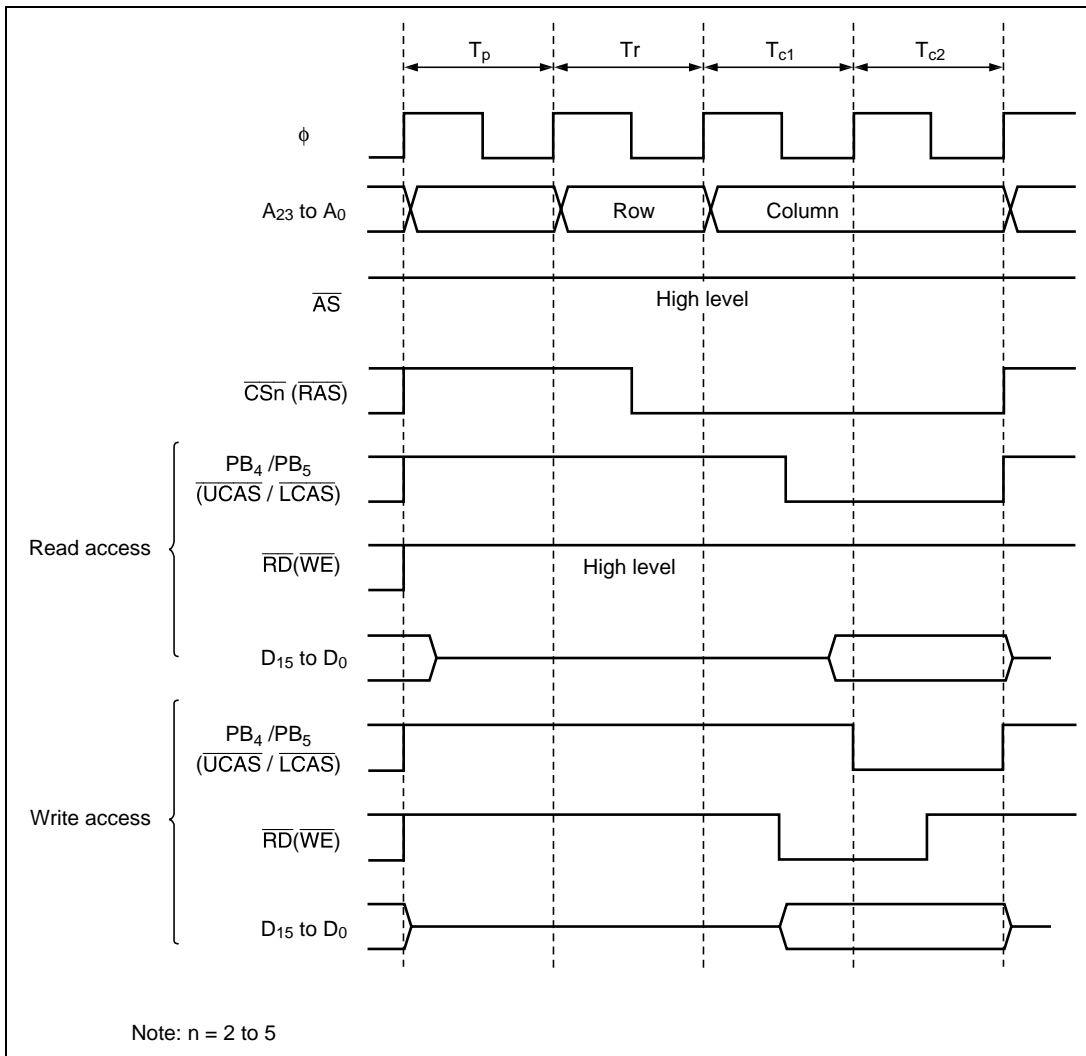 Tp Tr Tc1 Tc2
ϕ
A23 to A0 Row Column
AS High level
CSn (RAS)
PB4 /PB5
(UCAS / LCAS)
Read access
RD(WE) High level
D15 to D0
PB4 /PB5
(UCAS / LCAS)
Write access
RD(WE)
D15 to D0
Note: n = 2 to 5